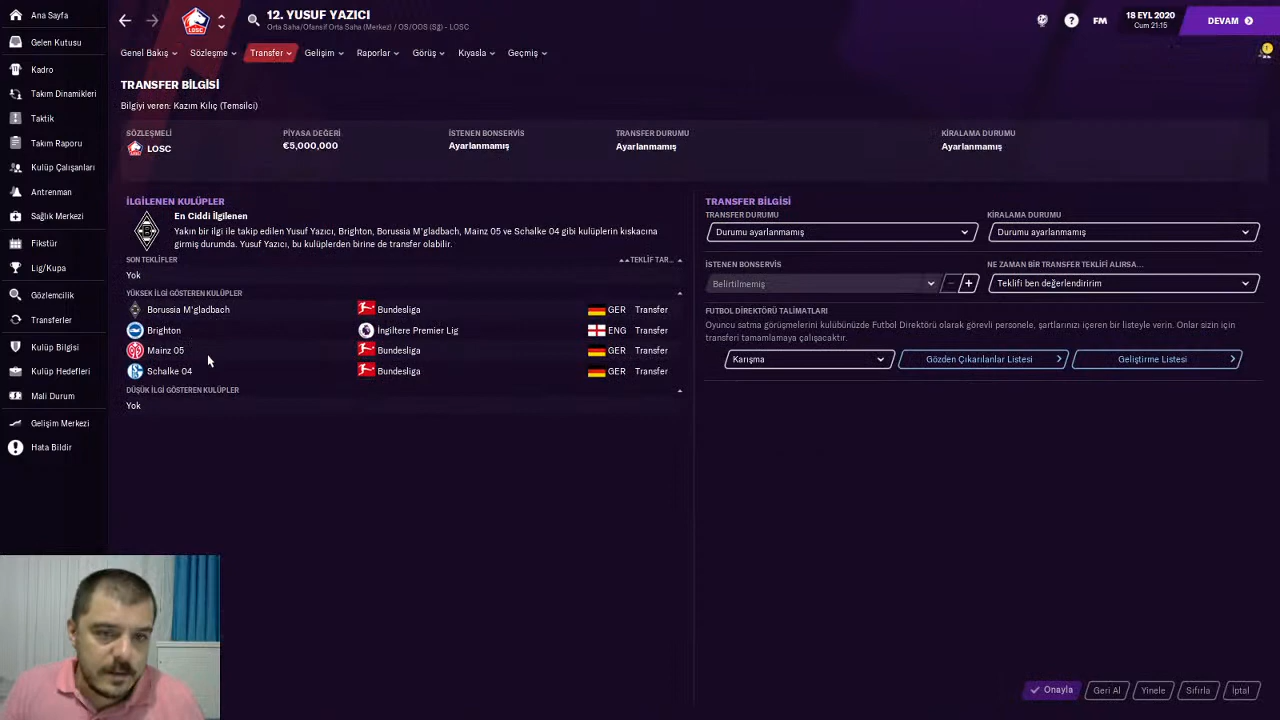 Ana Sayfa
Gelen Kutusu
Kadro
Takım Dinamikleri
Taktik
Takım Raporu
Kulüp Çalışanları
Antrenman
Sağlık Merkezi
Fikstür
Lig/Kupa
Gözlemcilik
Transferler
Kulüp Bilgisi
Kulüp Hedefleri
Mali Durum
Gelişim Merkezi
Hata Bildir
LOSC
12. YUSUF YAZICI
Orta Saha/Ofansif Orta Saha (Merkez) / OS/OOS (Sğ) - LOSC
FM
18 EYL 2020
Cum 21:15
DEVAM
Genel Bakış
Sözleşme
Transfer
Gelişim
Raporlar
Görüş
Kıyasla
Geçmiş
TRANSFER BİLGİSİ
Bilgiyi veren: Kazım Kılıç (Temsilci)
SÖZLEŞMELİ
LOSC
PİYASA DEĞERİ
€5,000,000
İSTENEN BONSERVİS
Ayarlanmamış
TRANSFER DURUMU
Ayarlanmamış
KİRALAMA DURUMU
Ayarlanmamış
İLGİLENEN KULÜPLER
En Ciddi İlgilenen
Yakın bir ilgi ile takip edilen Yusuf Yazıcı, Brighton, Borussia M'gladbach, Mainz 05 ve Schalke 04 gibi kulüplerin kıskacına
girmiş durumda. Yusuf Yazıcı, bu kulüplerden birine de transfer olabilir.
SON TEKLİFLER
TEKLİF TAR...
Yok
YÜKSEK İLGİ GÖSTEREN KULÜPLER
Borussia M'gladbach Bundesliga GER Transfer
Brighton İngiltere Premier Lig ENG Transfer
Mainz 05 Bundesliga GER Transfer
Schalke 04 Bundesliga GER Transfer
DÜŞÜK İLGİ GÖSTEREN KULÜPLER
Yok
TRANSFER BİLGİSİ
TRANSFER DURUMU
Durumu ayarlanmamış
KİRALAMA DURUMU
Durumu ayarlanmamış
İSTENEN BONSERVİS
Belirtilmemiş
NE ZAMAN BİR TRANSFER TEKLİFİ ALIRSA...
Teklifi ben değerlendiririm
FUTBOL DİREKTÖRÜ TALİMATLARI
Oyuncu satma görüşmelerini kulübünüzde Futbol Direktörü olarak görevli personele, şartlarınızı içeren bir listeyle verin. Onlar sizin için
transferi tamamlamaya çalışacaktır.
Karışma
Gözden Çıkarılanlar Listesi
Geliştirme Listesi
Onayla
Geri Al
Yinele
Sıfırla
İptal